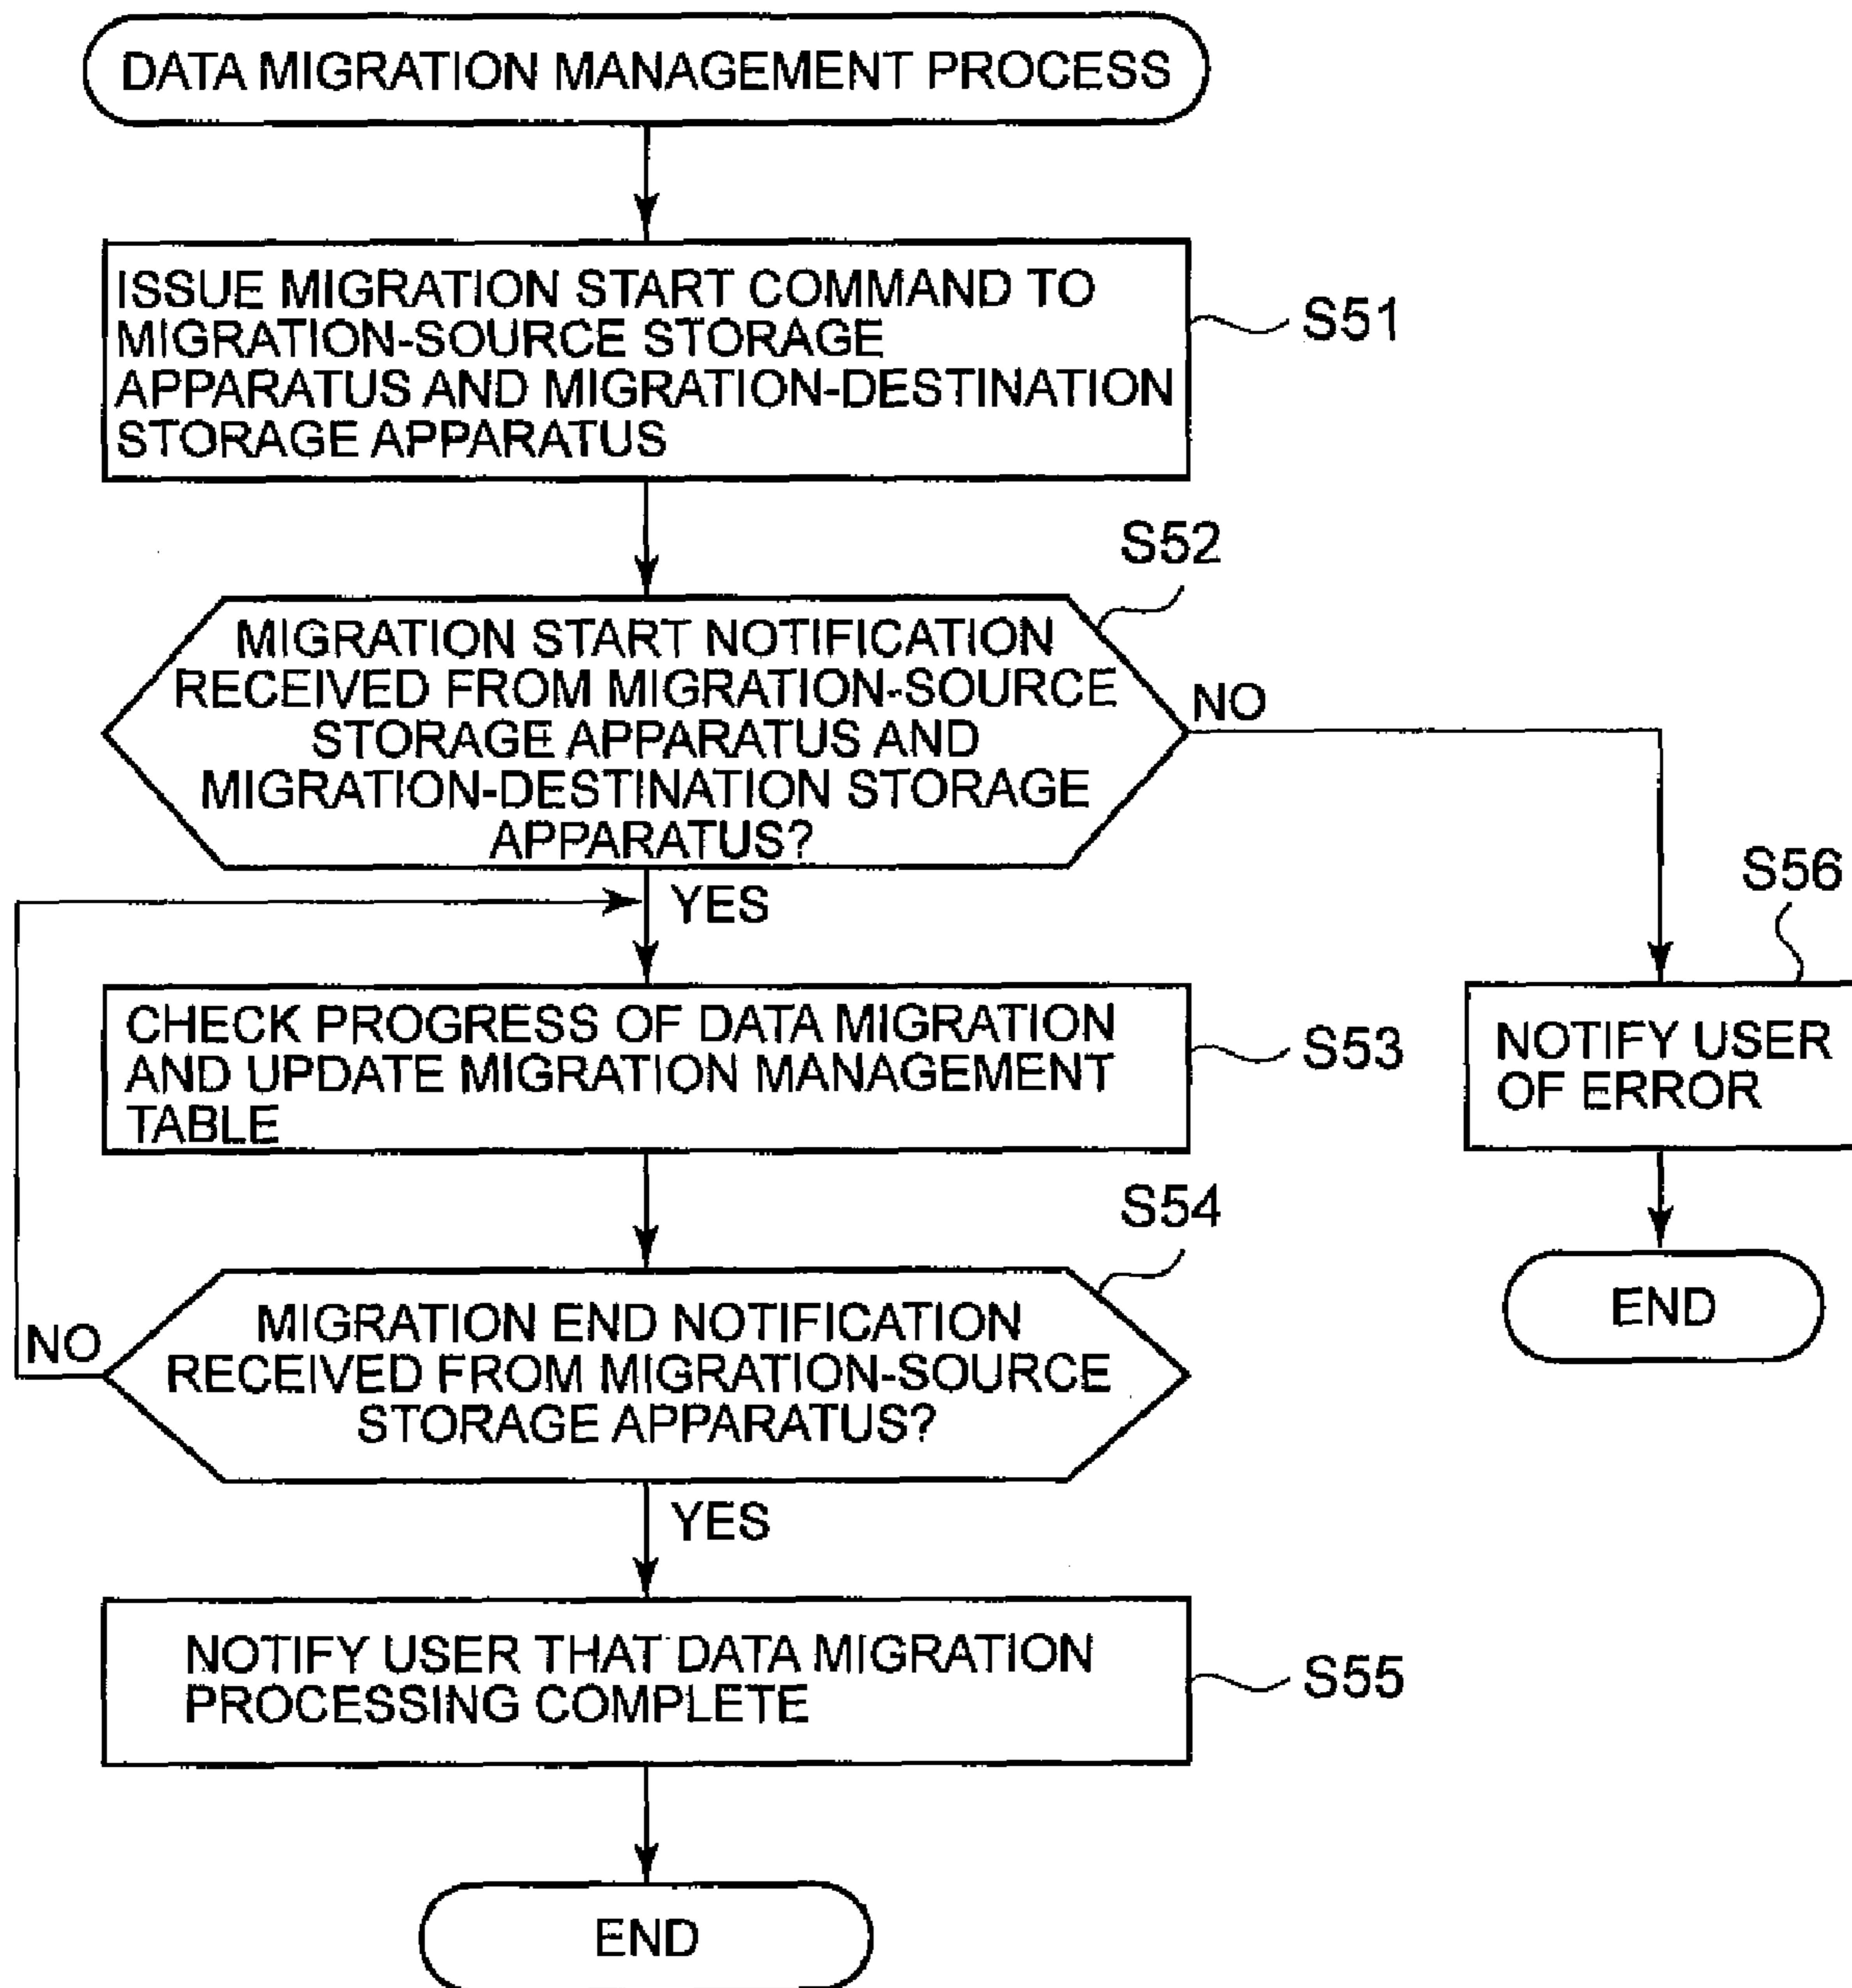 DATA MIGRATION MANAGEMENT PROCESS
ISSUE MIGRATION START COMMAND TO
MIGRATION-SOURCE STORAGE
APPARATUS AND MIGRATION-DESTINATION
STORAGE APPARATUS
S51
S52
MIGRATION START NOTIFICATION
RECEIVED FROM MIGRATION-SOURCE
STORAGE APPARATUS AND
MIGRATION-DESTINATION STORAGE
APPARATUS?
NO
YES
S56
NOTIFY USER
OF ERROR
END
CHECK PROGRESS OF DATA MIGRATION
AND UPDATE MIGRATION MANAGEMENT
TABLE
S53
S54
MIGRATION END NOTIFICATION
RECEIVED FROM MIGRATION-SOURCE
STORAGE APPARATUS?
NO
YES
NOTIFY USER THAT DATA MIGRATION
PROCESSING COMPLETE
S55
END